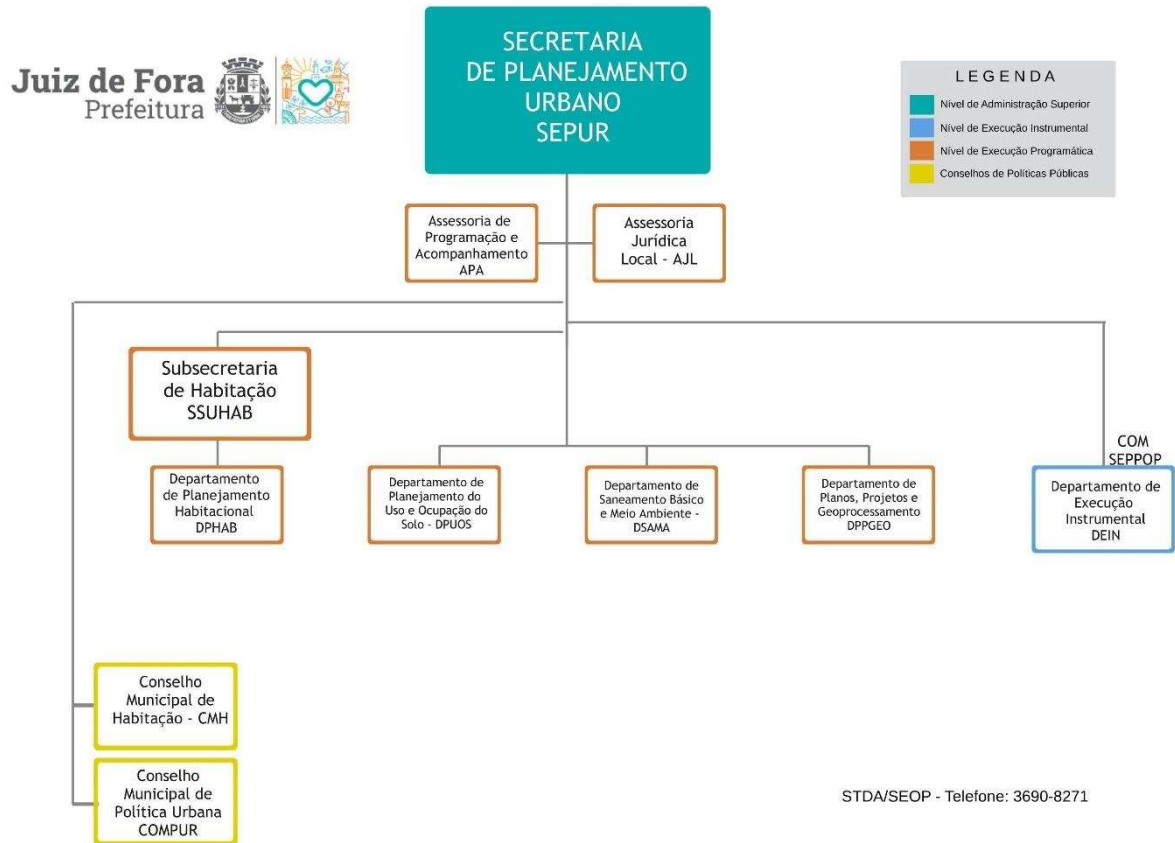 Juiz de Fora
Prefeitura
SECRETARIA
DE PLANEJAMENTO
URBANO
SEPUR
LEGENDA
Nível de Administração Superior
Nível de Execução Instrumental
Nível de Execução Programática
Conselhos de Políticas Públicas
Assessoria de
Programação e
Acompanhamento
APA
Assessoria
Jurídica
Local - AJL
Subsecretaria
de Habitação
SSUHAB
Departamento
de Planejamento
Habitacional
DPHAB
Departamento de
Planejamento do
Uso e Ocupação do
Solo - DPUOS
Departamento de
Saneamento Básico
e Meio Ambiente -
DSAMA
Departamento de
Planos, Projetos e
Geoprocessamento
DPPGEO
COM
SEPPOP
Departamento de
Execução
Instrumental
DEIN
Conselho
Municipal de
Habitação - CMH
Conselho
Municipal de
Política Urbana
COMPUR
STDA/SEOP - Telefone: 3690-8271